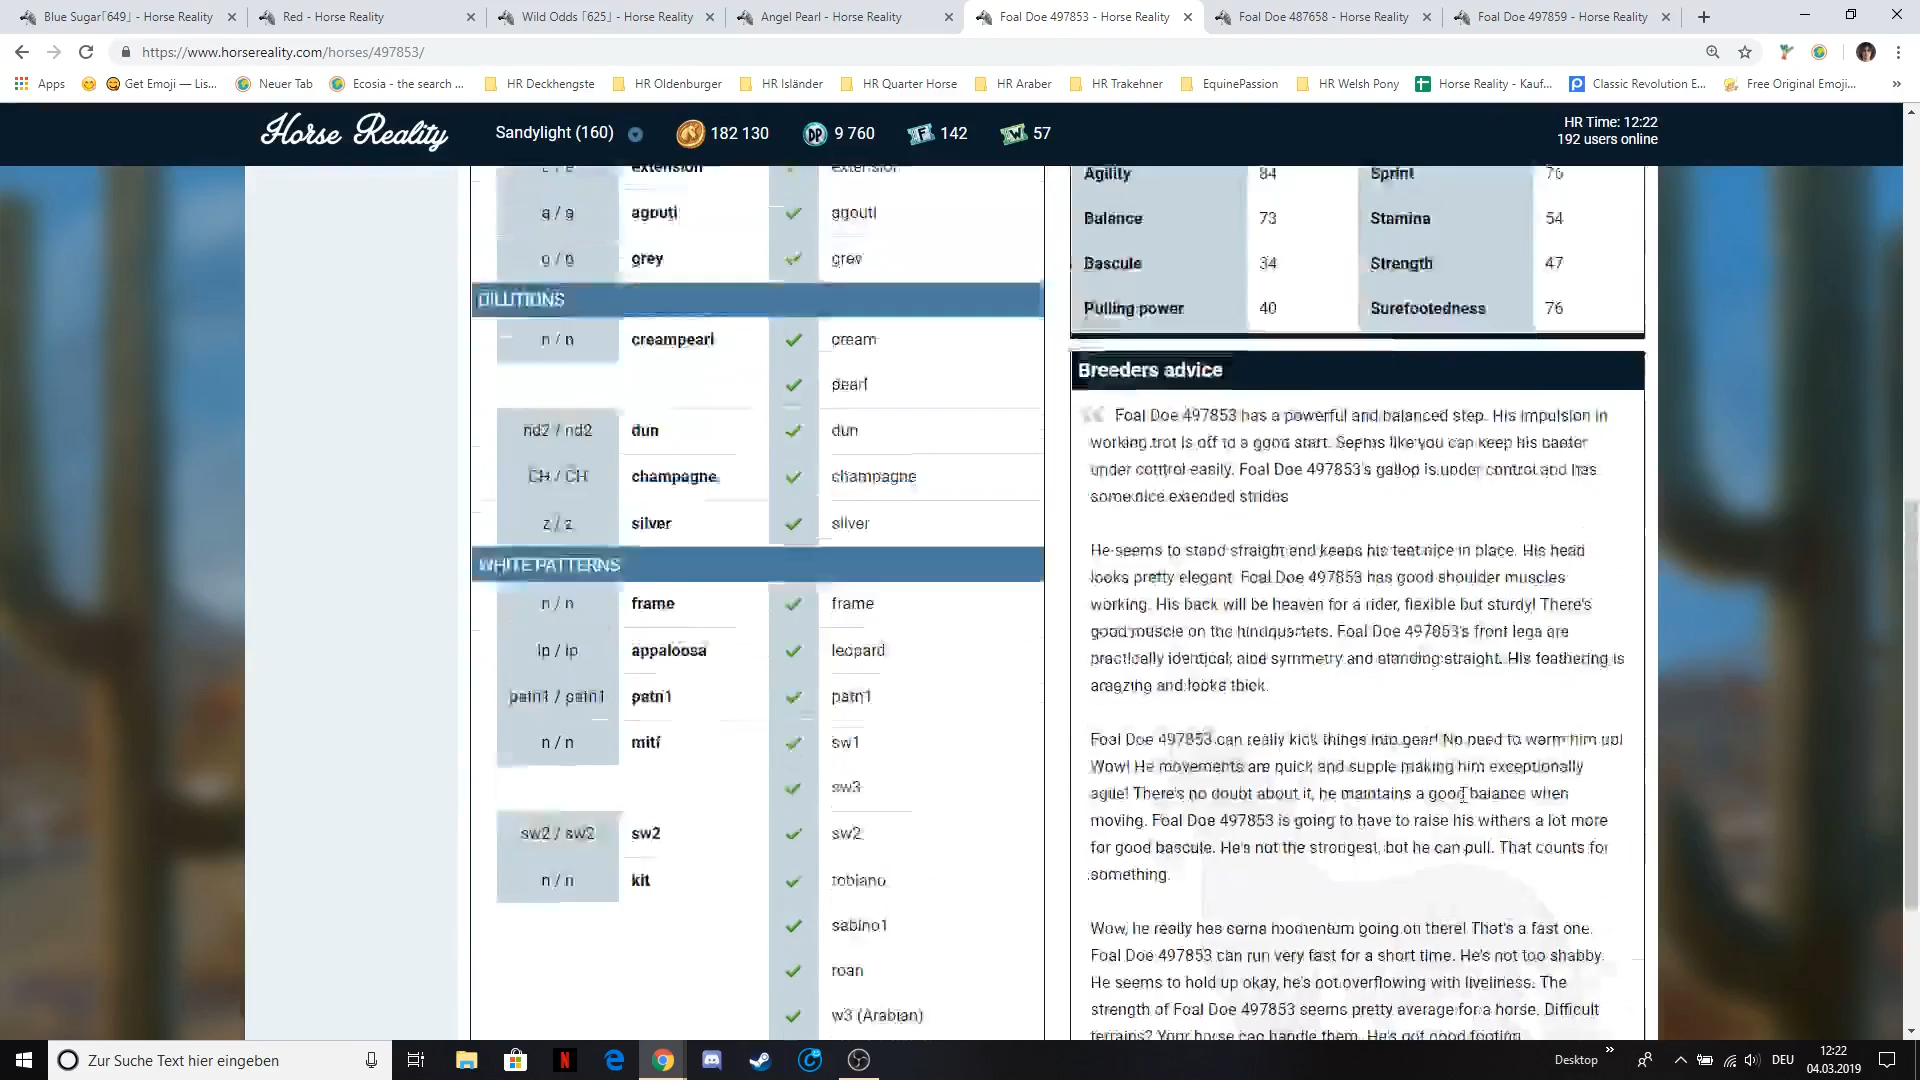 Blue Sugar「649」 - Horse Reality
Red - Horse Reality
Wild Odds「625」 - Horse Reality
Angel Pearl - Horse Reality
Foal Doe 497853 - Horse Reality
Foal Doe 487658 - Horse Reality
Foal Doe 497859 - Horse Reality
https://www.horsereality.com/horses/497853/
Apps
Get Emoji — Lis...
Neuer Tab
Ecosia - the search ...
HR Deckhengste
HR Oldenburger
HR Isländer
HR Quarter Horse
HR Araber
HR Trakehner
EquinePassion
HR Welsh Pony
Horse Reality - Kauf...
Classic Revolution E...
Free Original Emoji...
Horse Reality
Sandylight (160)
182 130
DP 9 760
F 142
W 57
HR Time: 12:22
192 users online
extension extension
a / a agouti agouti
g / g grey grey
DILUTIONS
n / n creampearl cream
pearl
nd2 / nd2 dun dun
CH / CH champagne champagne
z / z silver silver
WHITE PATTERNS
n / n frame frame
lp / lp appaloosa leopard
patn1 / patn1 patn1 patn1
n / n mitf sw1
sw3
sw2 / sw2 sw2 sw2
n / n kit tobiano
sabino1
roan
w3 (Arabian)
Agility 84 Sprint 76
Balance 73 Stamina 54
Bascule 34 Strength 47
Pulling power 40 Surefootedness 76
Breeders advice
Foal Doe 497853 has a powerful and balanced step. His impulsion in
working trot is off to a good start. Seems like you can keep his canter
under control easily. Foal Doe 497853's gallop is under control and has
some nice extended strides
He seems to stand straight and keeps his feet nice in place. His head
looks pretty elegant. Foal Doe 497853 has good shoulder muscles
working. His back will be heaven for a rider, flexible but sturdy! There's
good muscle on the hindquarters. Foal Doe 497853's front legs are
practically identical, symmetry and standing straight. His feathering is
amazing and looks thick.
Foal Doe 497853 can really kick things into gear! No need to warm him up!
Wow! He movements are quick and supple making him exceptionally
agile! There's no doubt about it, he maintains a good balance when
moving. Foal Doe 497853 is going to have to raise his withers a lot more
for good bascule. He's not the strongest, but he can pull. That counts for
something.
Wow, he really has some momentum going on there! That's a fast one.
Foal Doe 497853 can run very fast for a short time. He's not too shabby.
He seems to hold up okay, he's not overflowing with liveliness. The
strength of Foal Doe 497853 seems pretty average for a horse. Difficult
terrains? Your horse can handle them. He's got good footing
Zur Suche Text hier eingeben
Desktop
DEU
12:22
04.03.2019